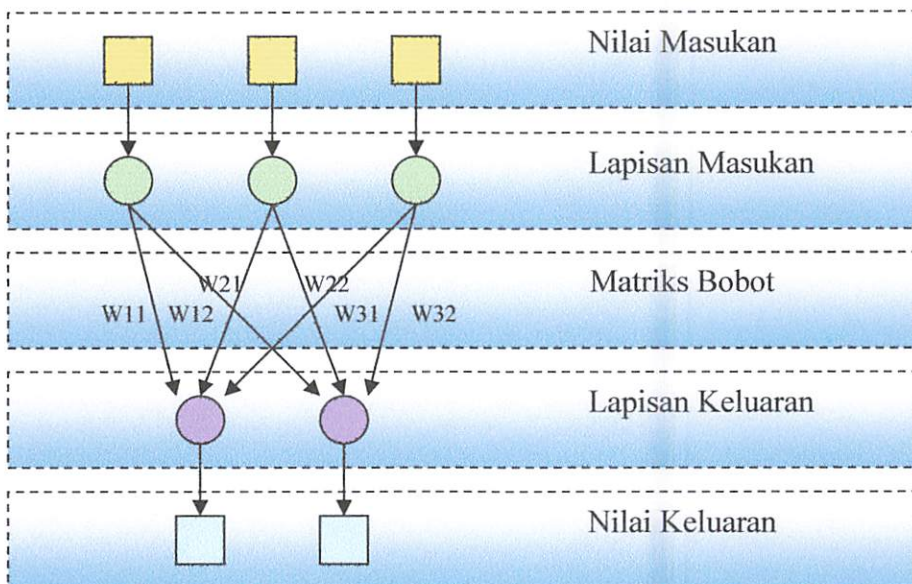 Nilai Masukan
Lapisan Masukan
Matriks Bobot
W21 W22
W11 W12 W31 W32
Lapisan Keluaran
Nilai Keluaran